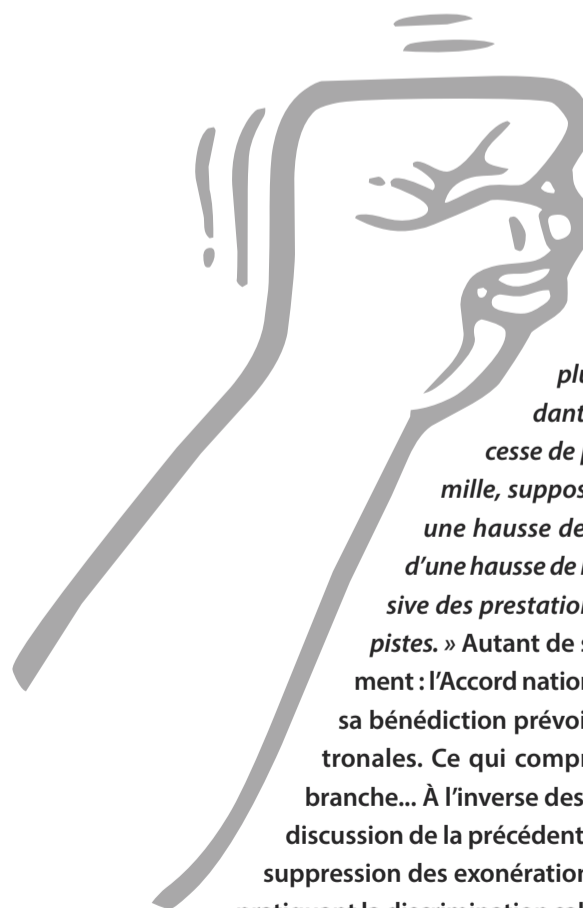 plu
dant
cesse de p
mille, suppos
une hausse de
d’une hausse de l
sive des prestation
pistes. » Autant de s
ment : l’Accord nation
sa bénédiction prévoi
tronales. Ce qui compr
branche... À l’inverse des
discussion de la précédent
suppression des exonération